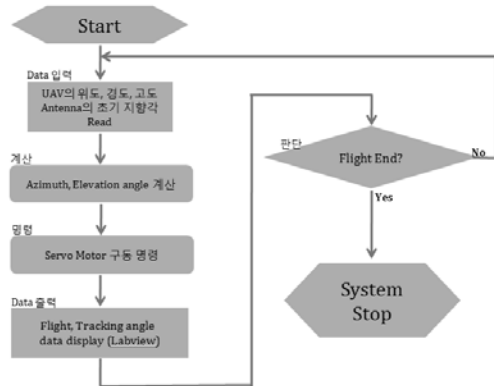 Start
Data 입력
UAV의 위도, 경도, 고도
Antenna의 초기 지향각
Read
계산
Azimuth, Elevation angle 계산
명령
Servo Motor 구동 명령
Data 출력
Flight, Tracking angle
data display (Labview)
판단
Flight End?
No
Yes
System
Stop